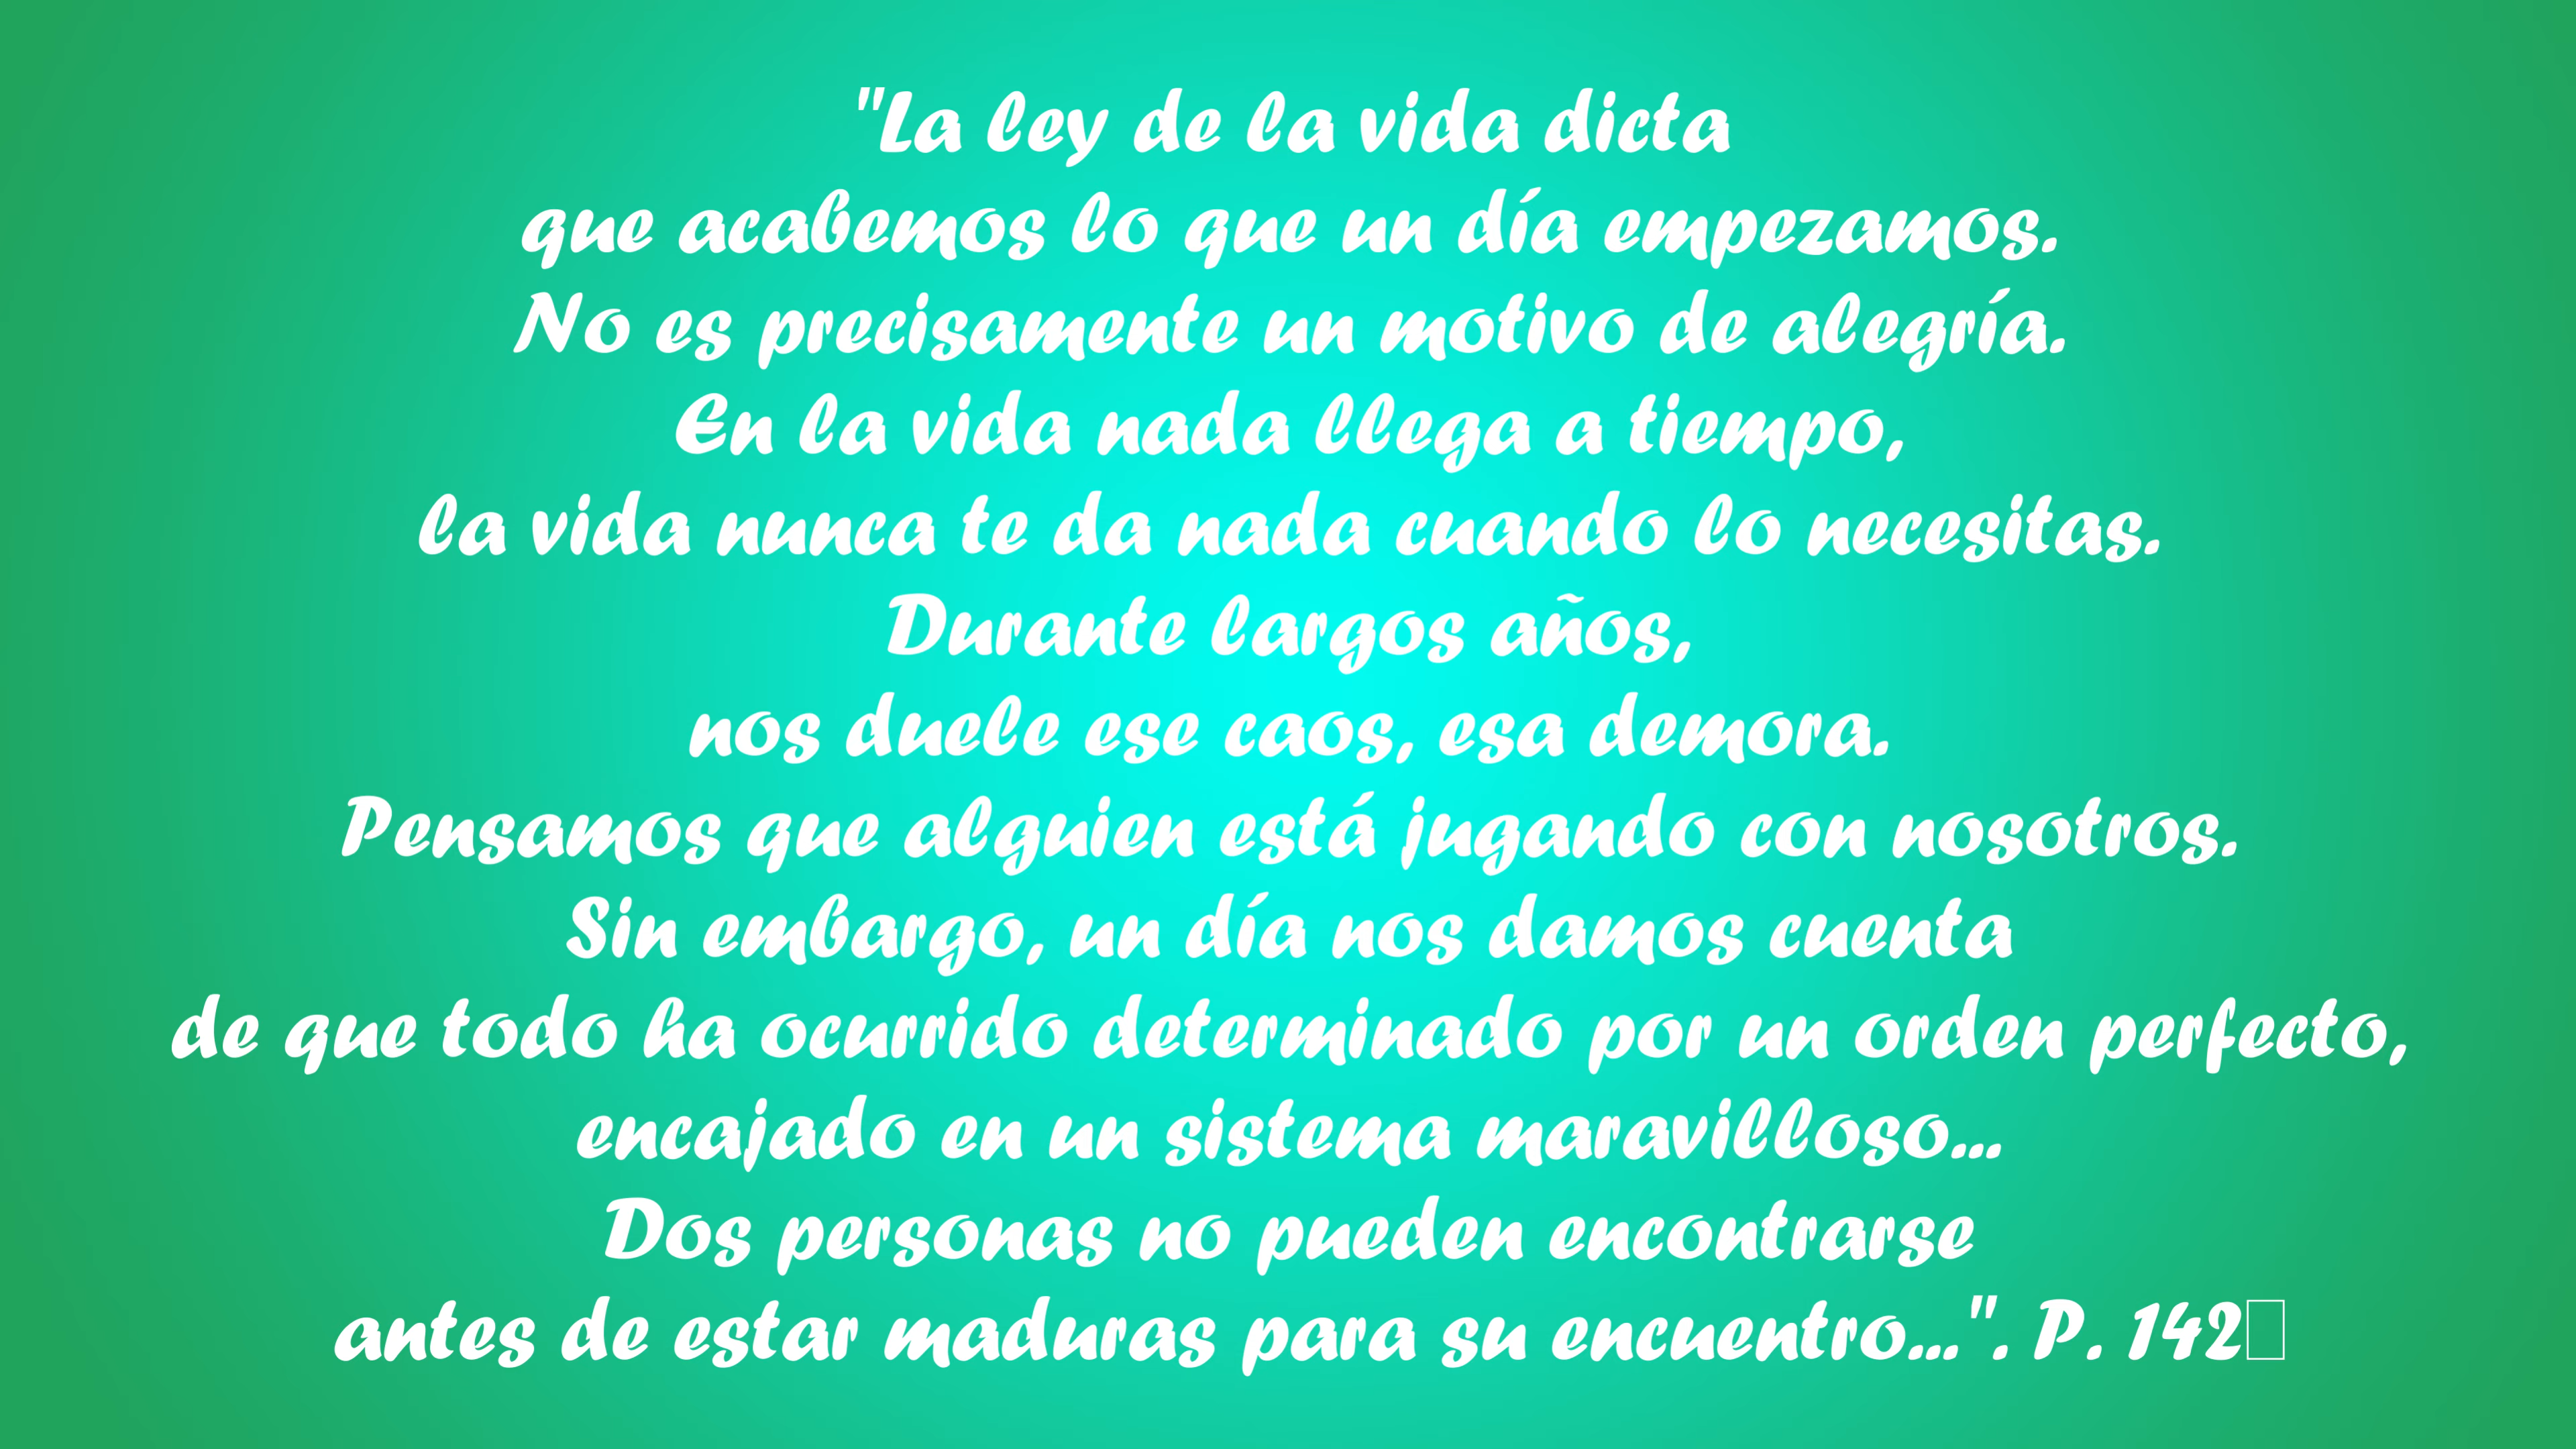 "La ley de la vida dicta
que acabemos lo que un día empezamos.
No es precisamente un motivo de alegría.
En la vida nada llega a tiempo,
la vida nunca te da nada cuando lo necesitas.
Durante largos años,
nos duele ese caos, esa demora.
Pensamos que alguien está jugando con nosotros.
Sin embargo, un día nos damos cuenta
de que todo ha ocurrido determinado por un orden perfecto,
encajado en un sistema maravilloso...
Dos personas no pueden encontrarse
antes de estar maduras para su encuentro...". P. 142